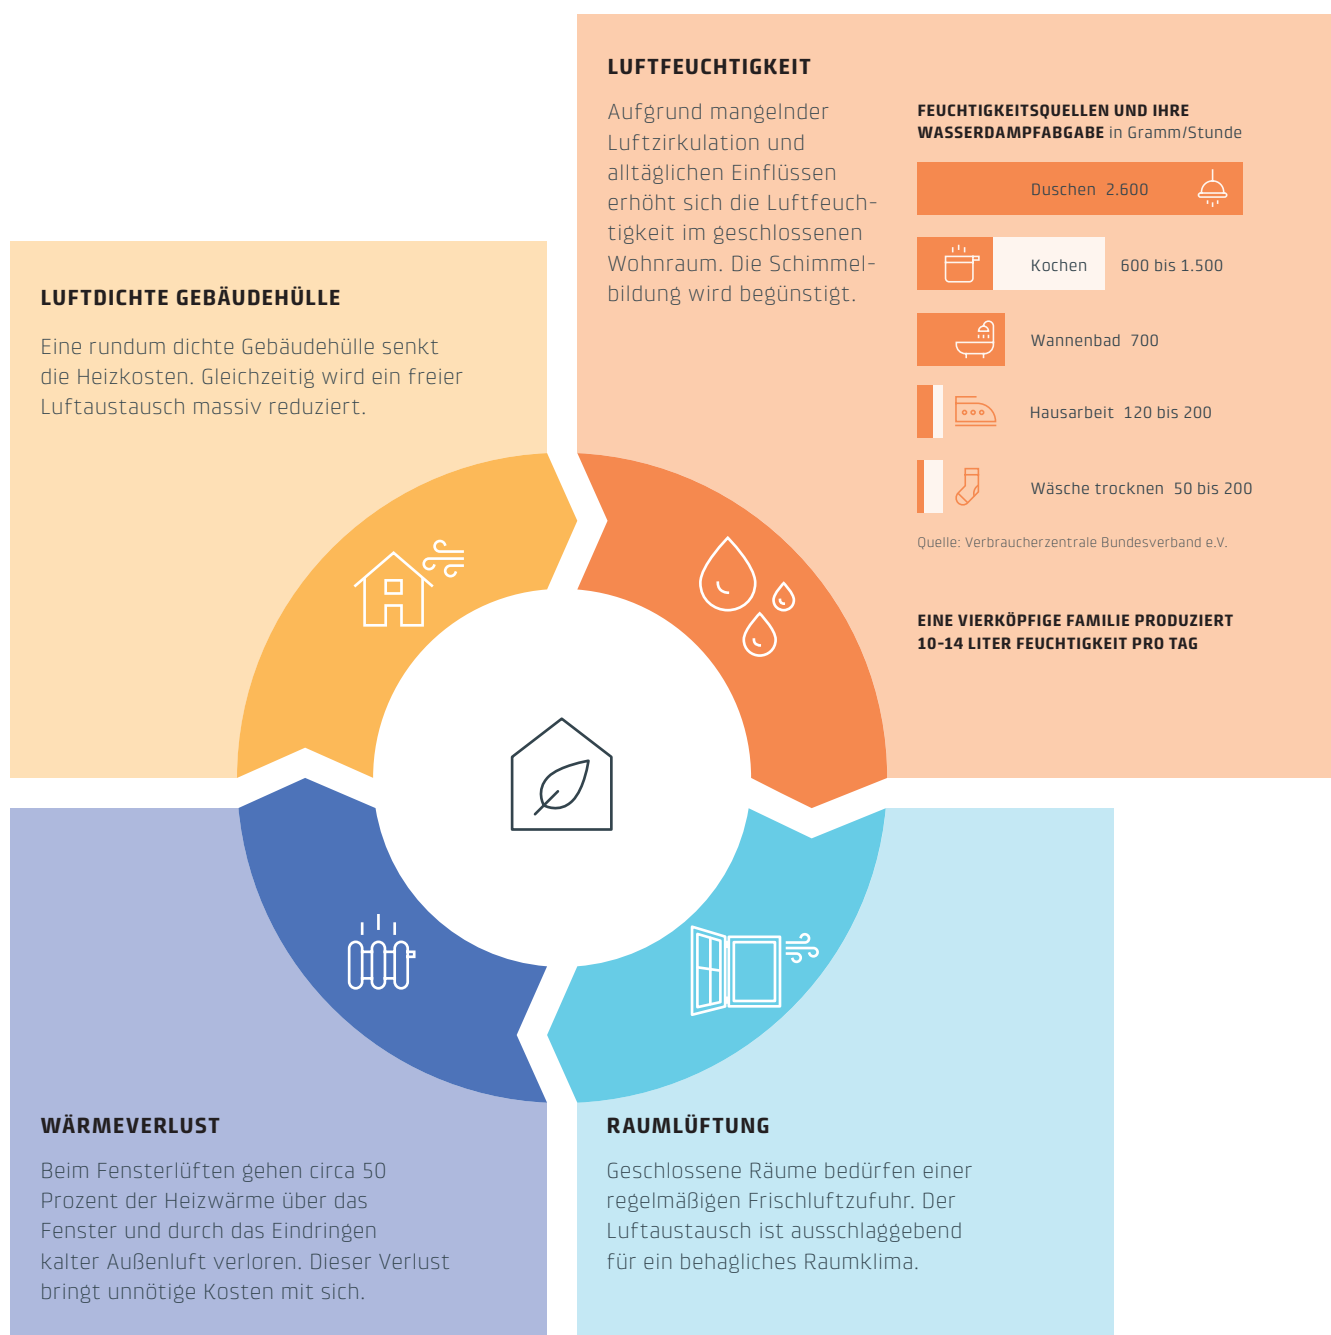 LUFTFEUCHTIGKEIT
Aufgrund mangelnder
Luftzirkulation und
alltäglichen Einflüssen
erhöht sich die Luftfeuch-
tigkeit im geschlossenen
Wohnraum. Die Schimmel-
bildung wird begünstigt.
FEUCHTIGKEITSQUELLEN UND IHRE
WASSERDAMPFABGABE in Gramm/Stunde
Duschen 2.600
Kochen 600 bis 1.500
Wannenbad 700
Hausarbeit 120 bis 200
Wäsche trocknen 50 bis 200
Quelle: Verbraucherzentrale Bundesverband e.V.
EINE VIERKÖPFIGE FAMILIE PRODUZIERT
10-14 LITER FEUCHTIGKEIT PRO TAG
LUFTDICHTE GEBÄUDEHÜLLE
Eine rundum dichte Gebäudehülle senkt
die Heizkosten. Gleichzeitig wird ein freier
Luftaustausch massiv reduziert.
WÄRMEVERLUST
Beim Fensterlüften gehen circa 50
Prozent der Heizwärme über das
Fenster und durch das Eindringen
kalter Außenluft verloren. Dieser Verlust
bringt unnötige Kosten mit sich.
RAUMLÜFTUNG
Geschlossene Räume bedürfen einer
regelmäßigen Frischluftzufuhr. Der
Luftaustausch ist ausschlaggebend
für ein behagliches Raumklima.